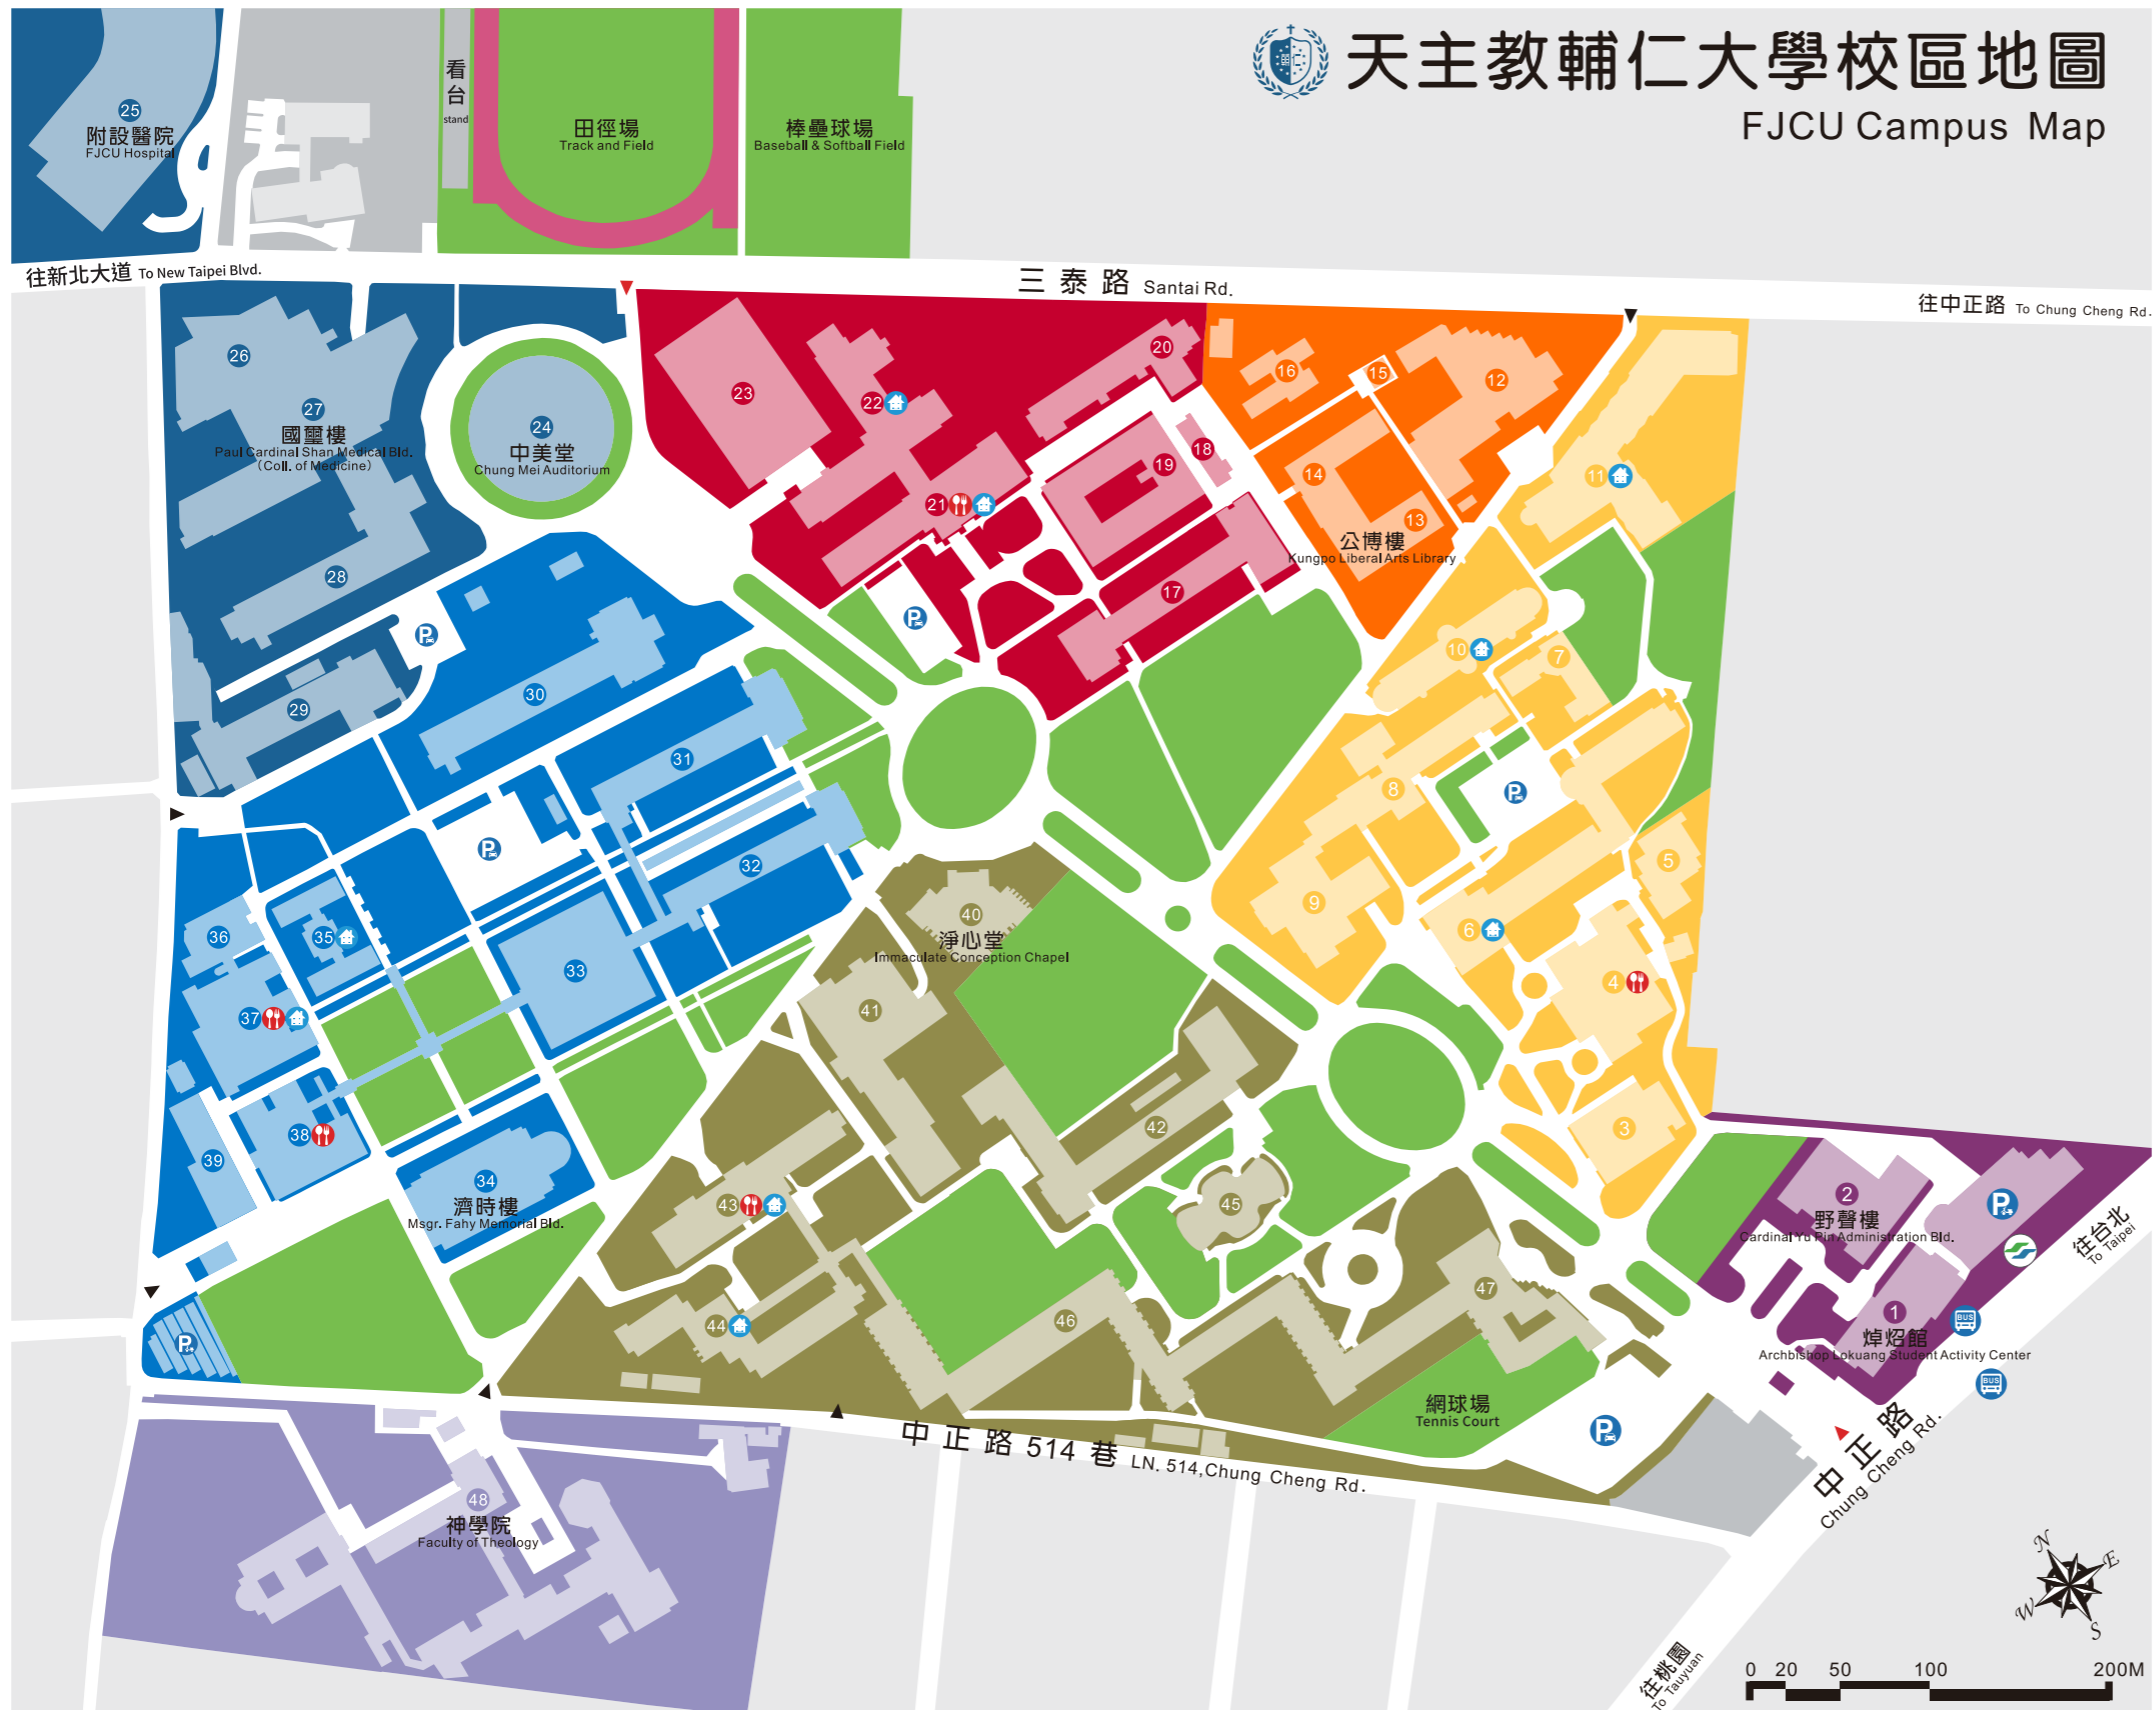 天主教輔仁大學校區地圖
FJCU Campus Map
25
附設醫院
FJCU Hospital
看
台
stand
田徑場
Track and Field
棒壘球場
Baseball & Softball Field
往新北大道 To New Taipei Blvd.
三泰路 Santai Rd.
往中正路 To Chung Cheng Rd.
26
27
國璽樓
Paul Cardinal Shan Medical Bld.
(Coll. of Medicine)
24
中美堂
Chung Mei Auditorium
23
22
20
16
15
12
18
19
14
11
21
13
公博樓
Kungpo Liberal Arts Library
28
17
P
P
10
7
29
30
31
8
P
P
32
9
5
36
35
33
40
淨心堂
Immaculate Conception Chapel
6
4
37
41
38
39
42
3
34
濟時樓
Msgr. Fahy Memorial Bld.
43
45
2
野聲樓
Cardinal Yu Pin Administration Bld.
P
往台北
To Taipei
44
46
47
1
焯炤館
Archbishop Lokuang Student Activity Center
BUS
BUS
P
網球場
Tennis Court
P
中正路514巷 LN. 514,Chung Cheng Rd.
中正路
Chung Cheng Rd.
48
神學院
Faculty of Theology
往桃園
To Tauyuan
N
E
W
S
0 20 50 100 200M